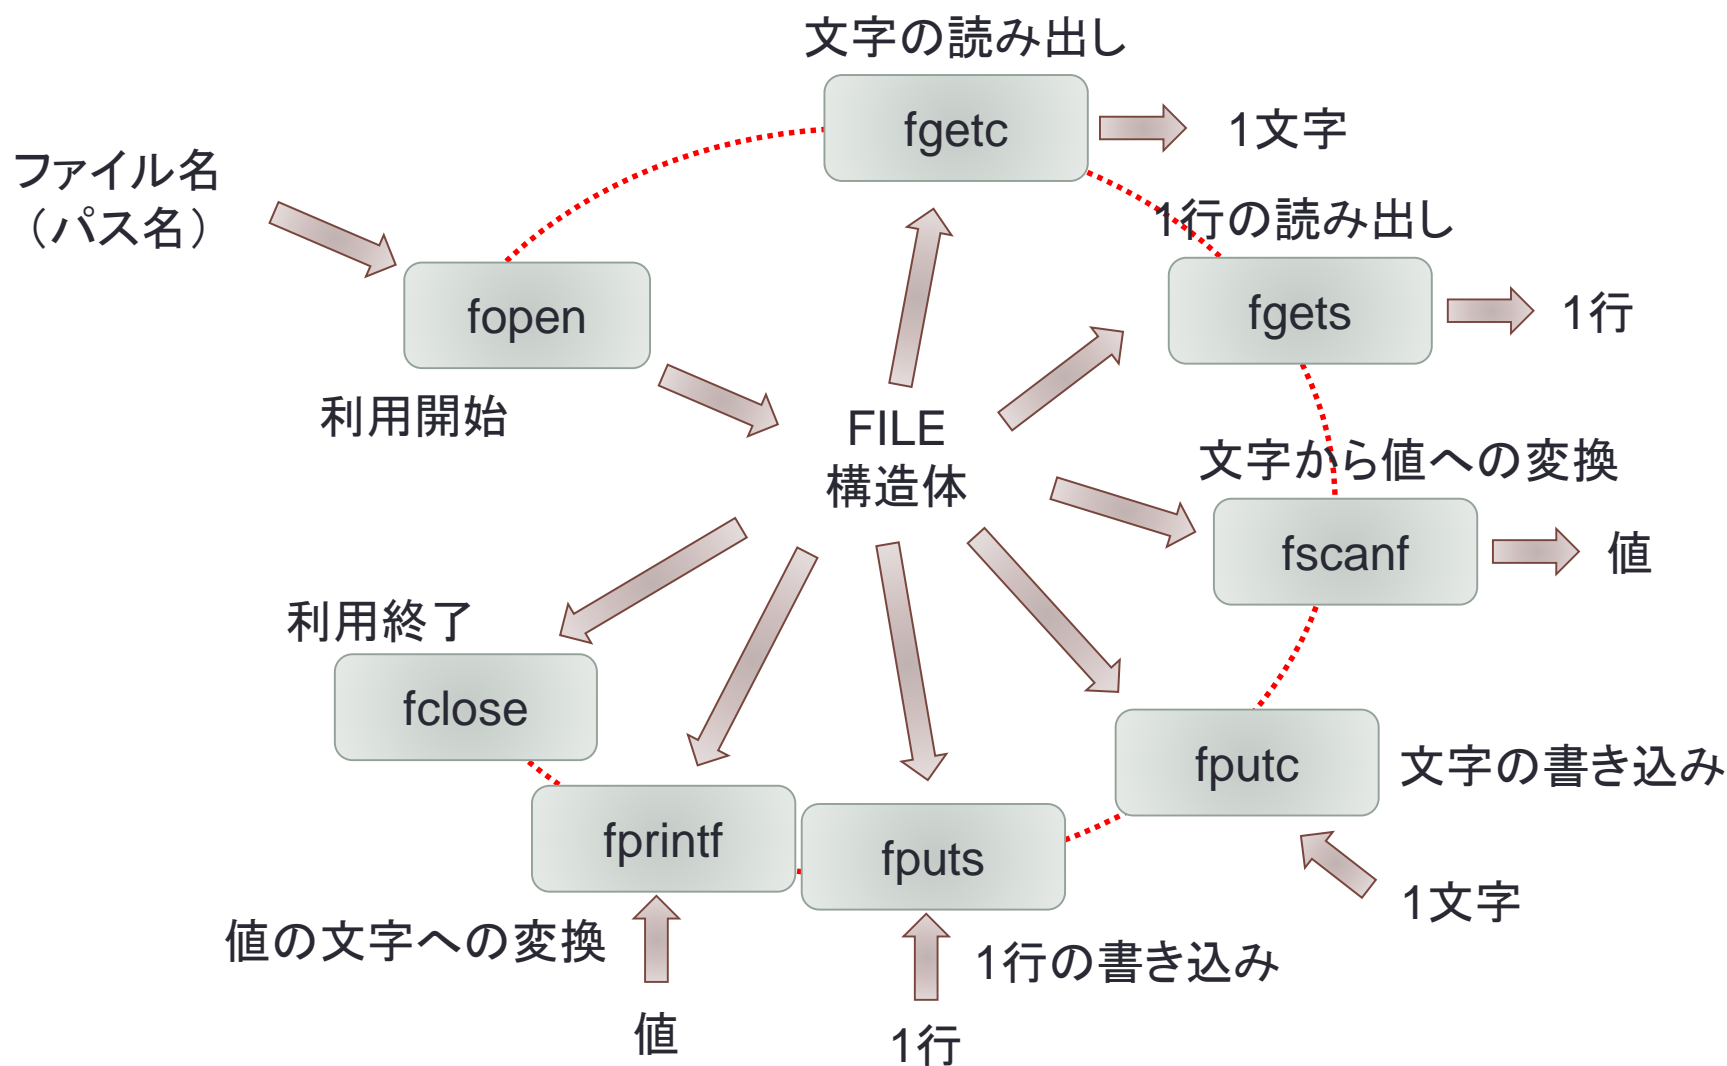 文字の読み出し
fgetc
1文字
ファイル名
（パス名）
fopen
利用開始
1行の読み出し
fgets
1行
FILE
構造体
文字から値への変換
fscanf
値
利用終了
fclose
fputc
文字の書き込み
1文字
fprintf
値の文字への変換
値
fputs
1行の書き込み
1行